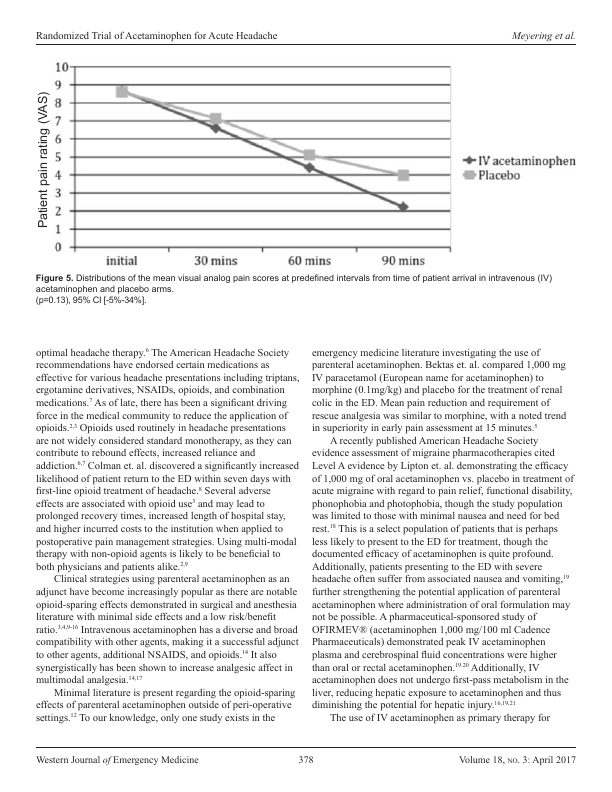 Randomized Trial of Acetaminophen for Acute Headache
Meyering et al.
Patient pain rating (VAS)
10
9
8
7
6
5
4
3
2
1
0
initial
30 mins
60 mins
90 mins
IV acetaminophen
Placebo
Figure 5. Distributions of the mean visual analog pain scores at predefined intervals from time of patient arrival in intravenous (IV)
acetaminophen and placebo arms.
(p=0.13), 95% CI [-5%-34%].
optimal headache therapy.6 The American Headache Society
recommendations have endorsed certain medications as
effective for various headache presentations including triptans,
ergotamine derivatives, NSAIDs, opioids, and combination
medications.7 As of late, there has been a significant driving
force in the medical community to reduce the application of
opioids.2,3 Opioids used routinely in headache presentations
are not widely considered standard monotherapy, as they can
contribute to rebound effects, increased reliance and
addiction.6,7 Colman et. al. discovered a significantly increased
likelihood of patient return to the ED within seven days with
first-line opioid treatment of headache.8 Several adverse
effects are associated with opioid use3 and may lead to
prolonged recovery times, increased length of hospital stay,
and higher incurred costs to the institution when applied to
postoperative pain management strategies. Using multi-modal
therapy with non-opioid agents is likely to be beneficial to
both physicians and patients alike.2,9
Clinical strategies using parenteral acetaminophen as an
adjunct have become increasingly popular as there are notable
opioid-sparing effects demonstrated in surgical and anesthesia
literature with minimal side effects and a low risk/benefit
ratio.3,4,9-16 Intravenous acetaminophen has a diverse and broad
compatibility with other agents, making it a successful adjunct
to other agents, additional NSAIDS, and opioids.14 It also
synergistically has been shown to increase analgesic affect in
multimodal analgesia.14,17
Minimal literature is present regarding the opioid-sparing
effects of parenteral acetaminophen outside of peri-operative
settings.12 To our knowledge, only one study exists in the
emergency medicine literature investigating the use of
parenteral acetaminophen. Bektas et. al. compared 1,000 mg
IV paracetamol (European name for acetaminophen) to
morphine (0.1mg/kg) and placebo for the treatment of renal
colic in the ED. Mean pain reduction and requirement of
rescue analgesia was similar to morphine, with a noted trend
in superiority in early pain assessment at 15 minutes.5
A recently published American Headache Society
evidence assessment of migraine pharmacotherapies cited
Level A evidence by Lipton et. al. demonstrating the efficacy
of 1,000 mg of oral acetaminophen vs. placebo in treatment of
acute migraine with regard to pain relief, functional disability,
phonophobia and photophobia, though the study population
was limited to those with minimal nausea and need for bed
rest.18 This is a select population of patients that is perhaps
less likely to present to the ED for treatment, though the
documented efficacy of acetaminophen is quite profound.
Additionally, patients presenting to the ED with severe
headache often suffer from associated nausea and vomiting,19
further strengthening the potential application of parenteral
acetaminophen where administration of oral formulation may
not be possible. A pharmaceutical-sponsored study of
OFIRMEV® (acetaminophen 1,000 mg/100 ml Cadence
Pharmaceuticals) demonstrated peak IV acetaminophen
plasma and cerebrospinal fluid concentrations were higher
than oral or rectal acetaminophen.19,20 Additionally, IV
acetaminophen does not undergo first-pass metabolism in the
liver, reducing hepatic exposure to acetaminophen and thus
diminishing the potential for hepatic injury.16,19,21
The use of IV acetaminophen as primary therapy for
Western Journal of Emergency Medicine
378
Volume 18, NO. 3: April 2017